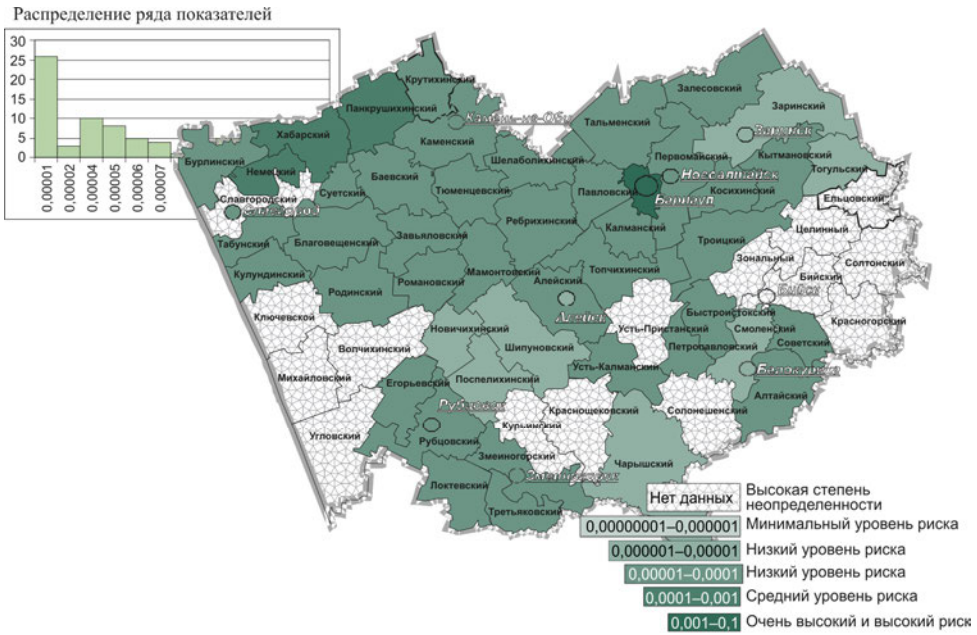 Распределение ряда показателей
30
25
20
15
10
5
0
0,00001
0,00002
0,00004
0,00005
0,00006
0,00007
Крутихинский
Панкрушихинский
Камень-на-Оби
Хабарский
Каменский
Бурлинский
Немецкий
Славгородский
Славгород
Суетский
Баевский
Тюменцевский
Шелаболихинский
Тальменский
Залесовский
Заринский
Заринск
Первомайский
Кытмановский
Тогульский
Новоалтайск
Павловский
Барнаул
Косихинский
Ельцовский
Целинный
Ребрихинский
Калманский
Троицкий
Зональный
Солтонский
Бийский
Бийск
Табунский
Благовещенский
Завьяловский
Кулундинский
Родинский
Романовский
Мамонтовский
Алейский
Топчихинский
Алейск
Ключевской
Волчихинский
Новичихинский
Шипуновский
Усть-Пристанский
Быстроистокский
Смоленский
Красногорский
Петропавловский
Советский
Михайловский
Егорьевский
Поспелихинский
Усть-Калманский
Белокуриха
Рубцовск
Краснощековский
Солонешенский
Алтайский
Угловский
Курьинский
Рубцовский
Змеиногорский
Змеиногорск
Чарышский
Локтевский
Третьяковский
Нет данных Высокая степень неопределенности
0,00000001–0,000001 Минимальный уровень риска
0,000001–0,00001 Низкий уровень риска
0,00001–0,0001 Низкий уровень риска
0,0001–0,001 Средний уровень риска
0,001–0,1 Очень высокий и высокий риск